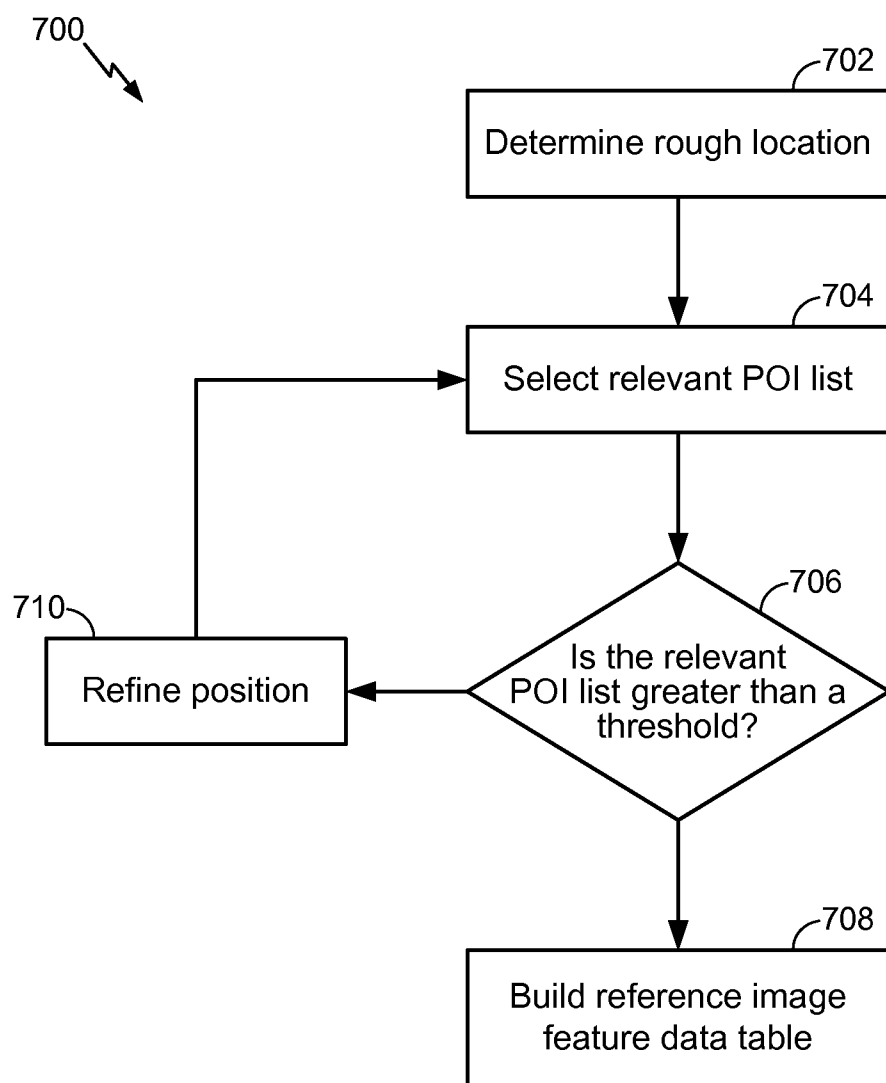 700
702
Determine rough location
704
Select relevant POI list
706
Is the relevant
POI list greater than a
threshold?
710
Refine position
708
Build reference image
feature data table